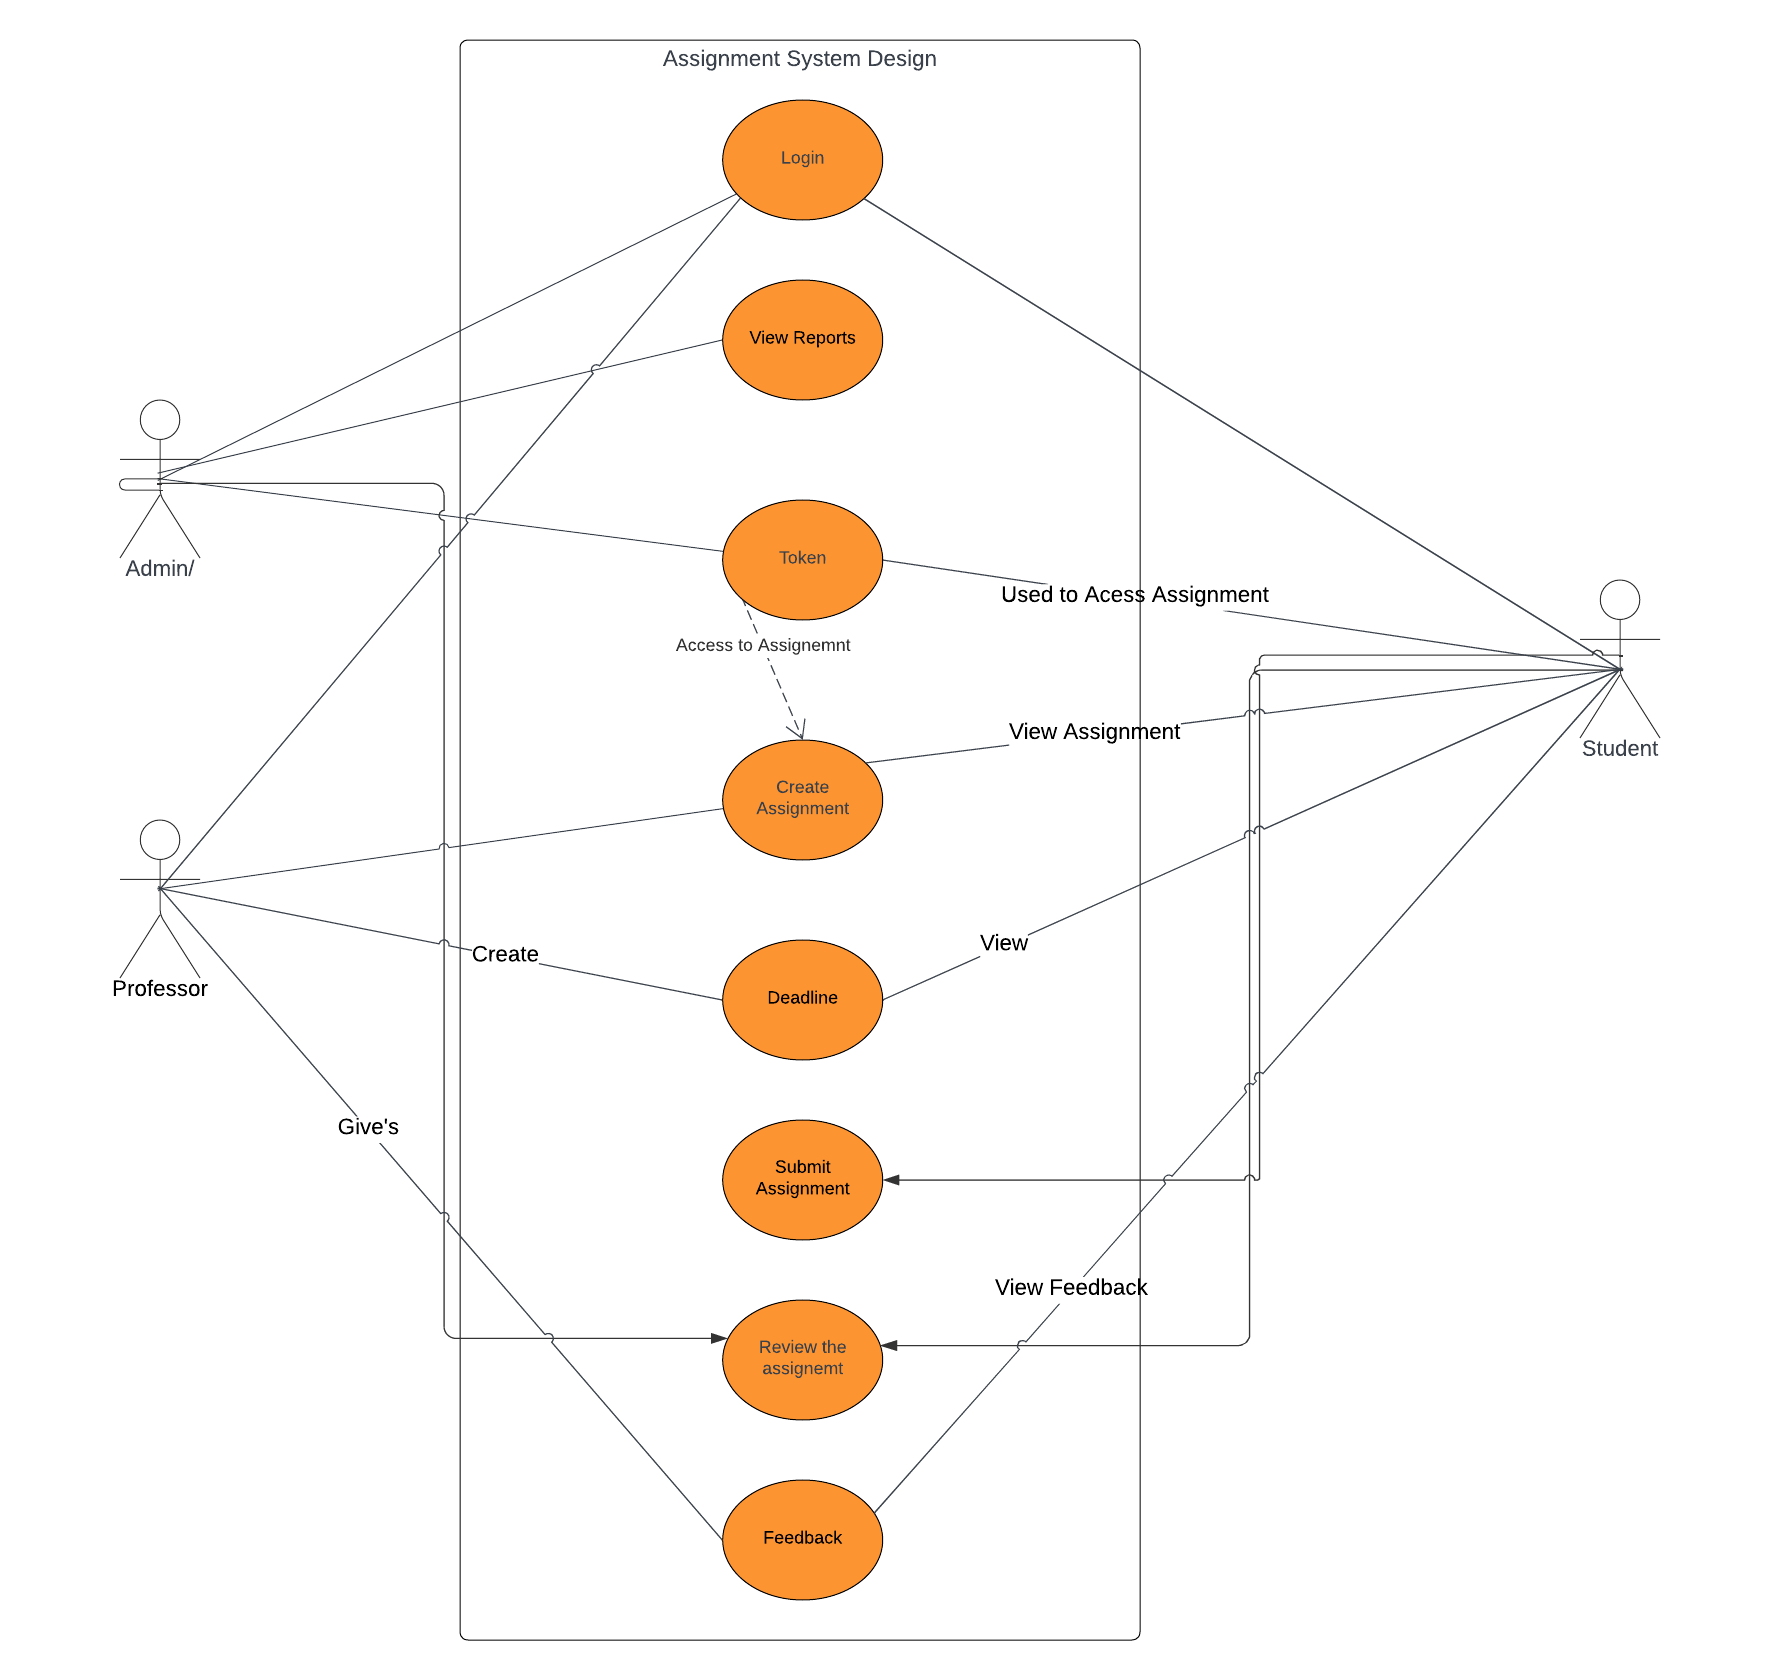 Assignment System Design
Login
View Reports
Admin/
Token
Used to Acess Assignment
Access to Assignemnt
View Assignment
Student
Create
Assignment
Create
View
Professor
Deadline
Give's
Submit
Assignment
View Feedback
Review the
assignemt
Feedback